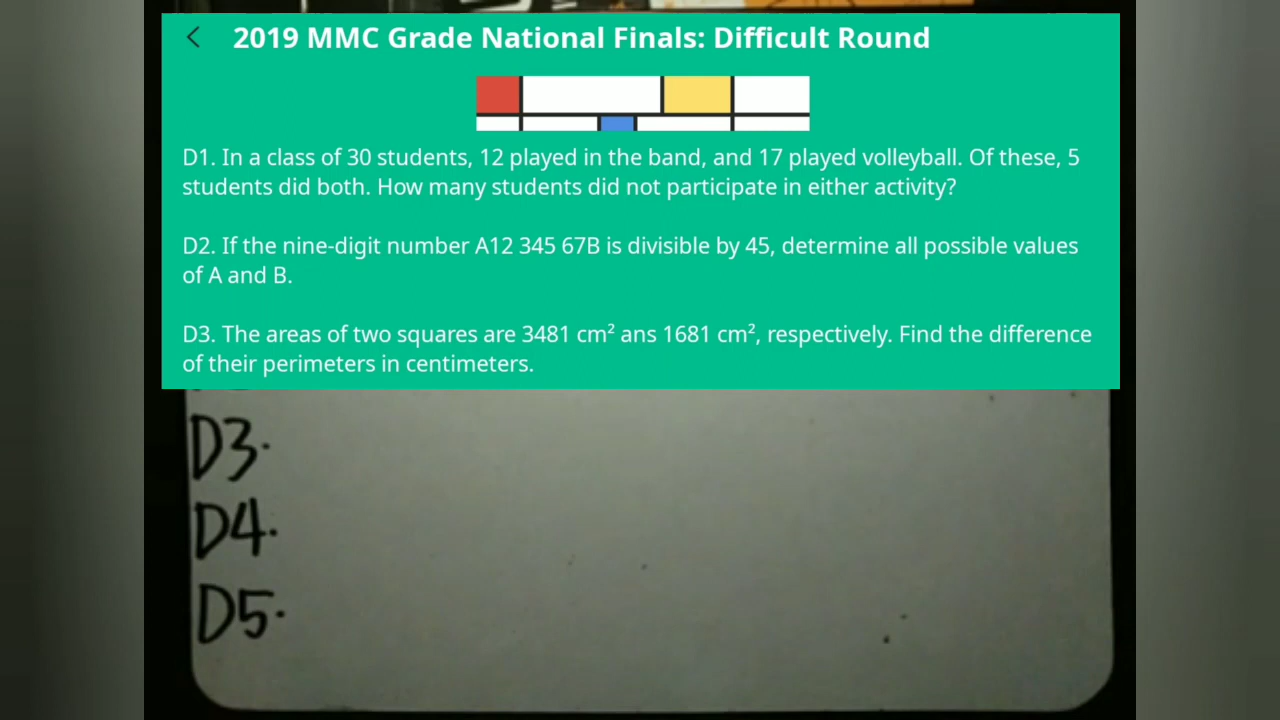 2019 MMC Grade National Finals: Difficult Round
D1. In a class of 30 students, 12 played in the band, and 17 played volleyball. Of these, 5
students did both. How many students did not participate in either activity?
D2. If the nine-digit number A12 345 67B is divisible by 45, determine all possible values
of A and B.
D3. The areas of two squares are 3481 cm² ans 1681 cm², respectively. Find the difference
of their perimeters in centimeters.
D3.
D4.
D5.